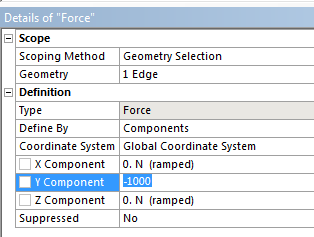 Details of "Force"
Scope
Scoping Method Geometry Selection
Geometry 1 Edge
Definition
Type Force
Define By Components
Coordinate System Global Coordinate System
X Component 0. N (ramped)
Y Component -1000
Z Component 0. N (ramped)
Suppressed No